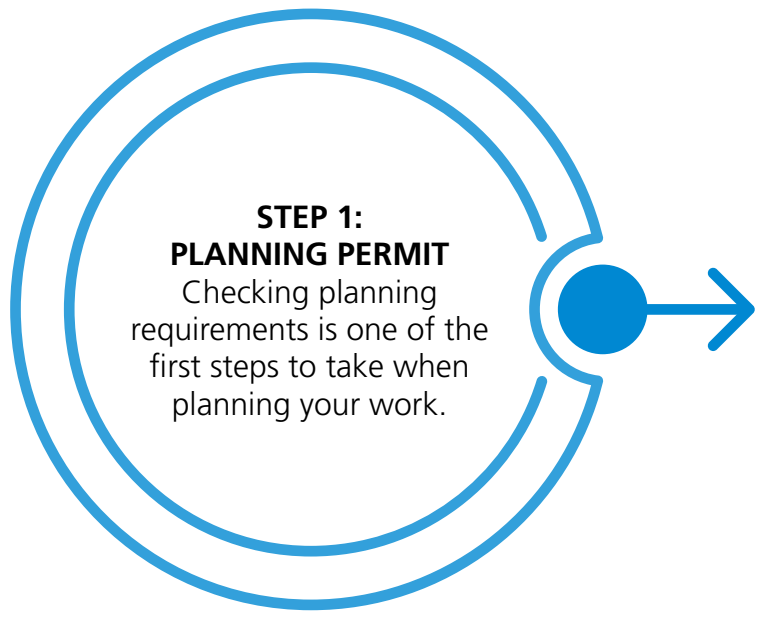 STEP 1:
PLANNING PERMIT
Checking planning
requirements is one of the
first steps to take when
planning your work.